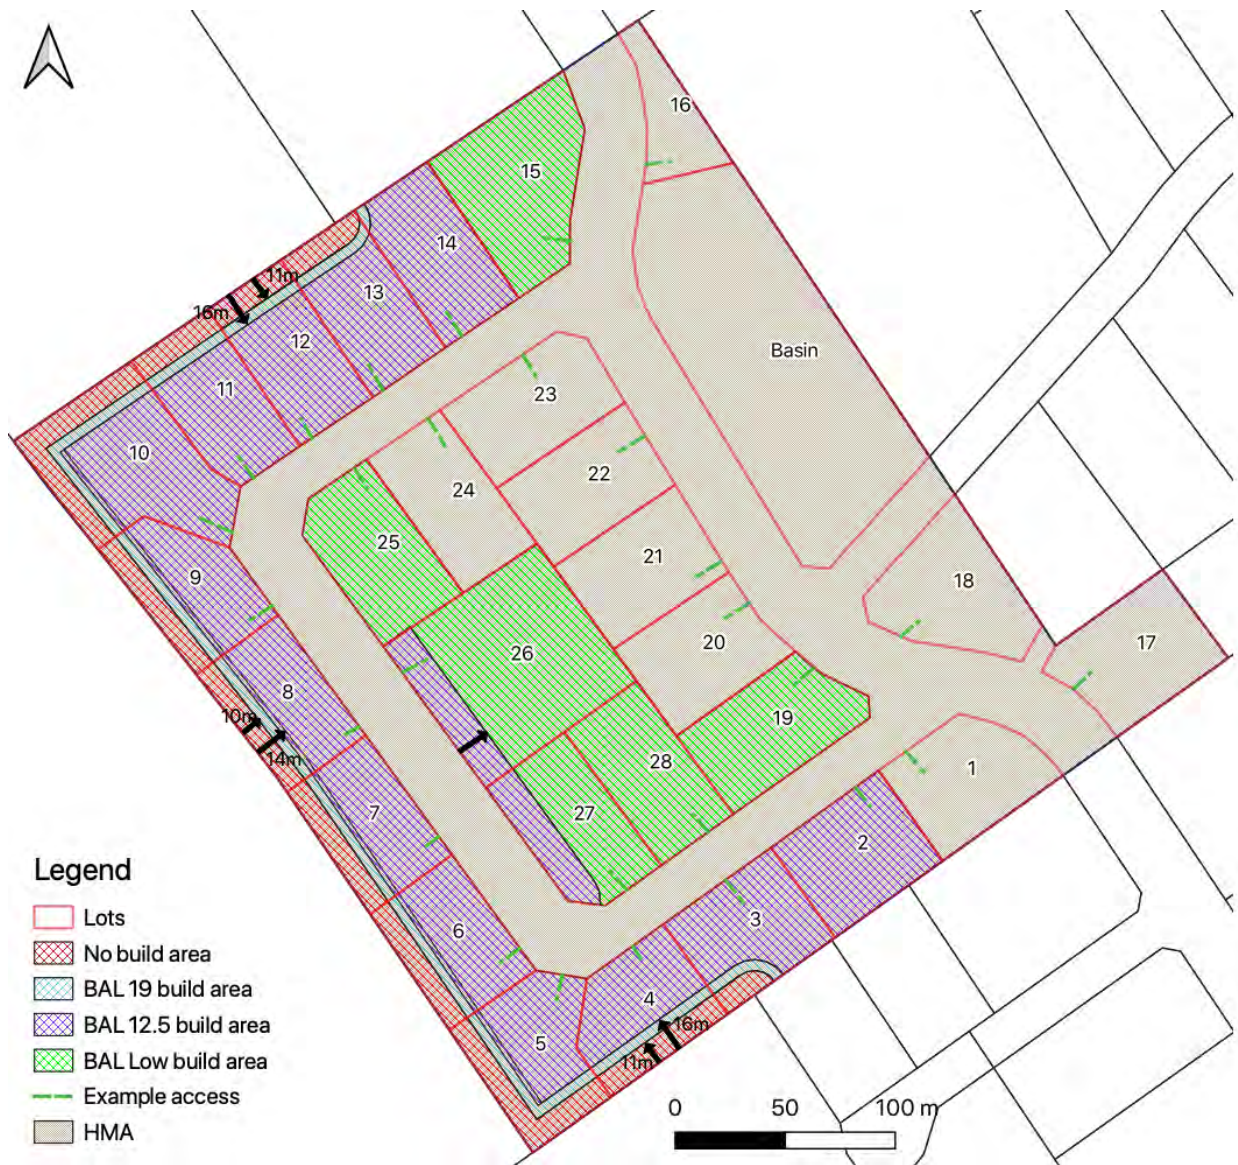 16
15
14
11m
13
16m
12
Basin
11
23
10
22
24
25
21
9
18
20
17
26
8
10m
19
14m
28
1
7
27
2
Legend
Lots
3
6
No build area
BAL 19 build area
4
BAL 12.5 build area
16m
5
BAL Low build area
11m
Example access
0 50 100 m
HMA